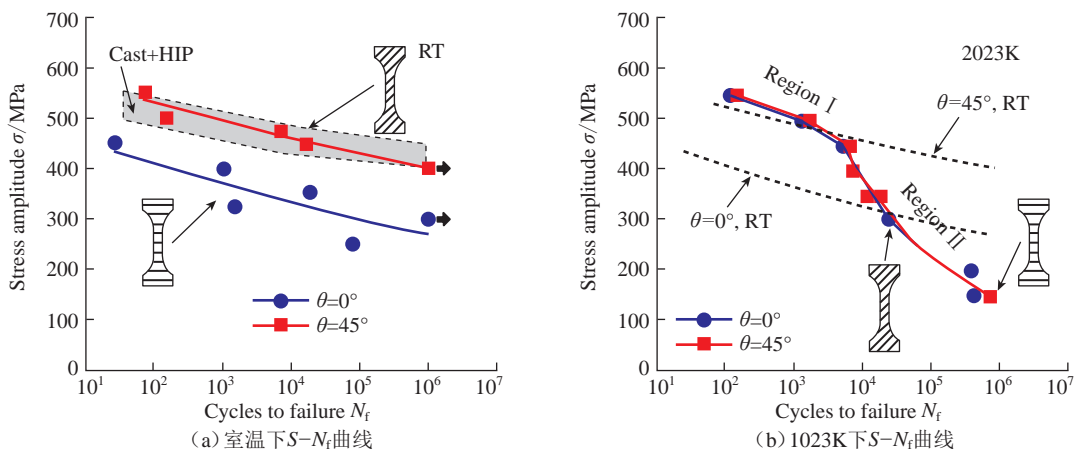 700
600
500
400
300
200
100
0
Stress amplitude σ/MPa
Cast+HIP
RT
θ=0°
θ=45°
10¹ 10² 10³ 10⁴ 10⁵ 10⁶ 10⁷
Cycles to failure N_f
(a)室温下S−N_f曲线
700
600
500
400
300
200
100
0
Stress amplitude σ/MPa
2023K
Region Ⅰ
θ=45°, RT
θ=0°, RT
Region Ⅱ
θ=0°
θ=45°
10¹ 10² 10³ 10⁴ 10⁵ 10⁶ 10⁷
Cycles to failure N_f
(b)1023K下S−N_f曲线